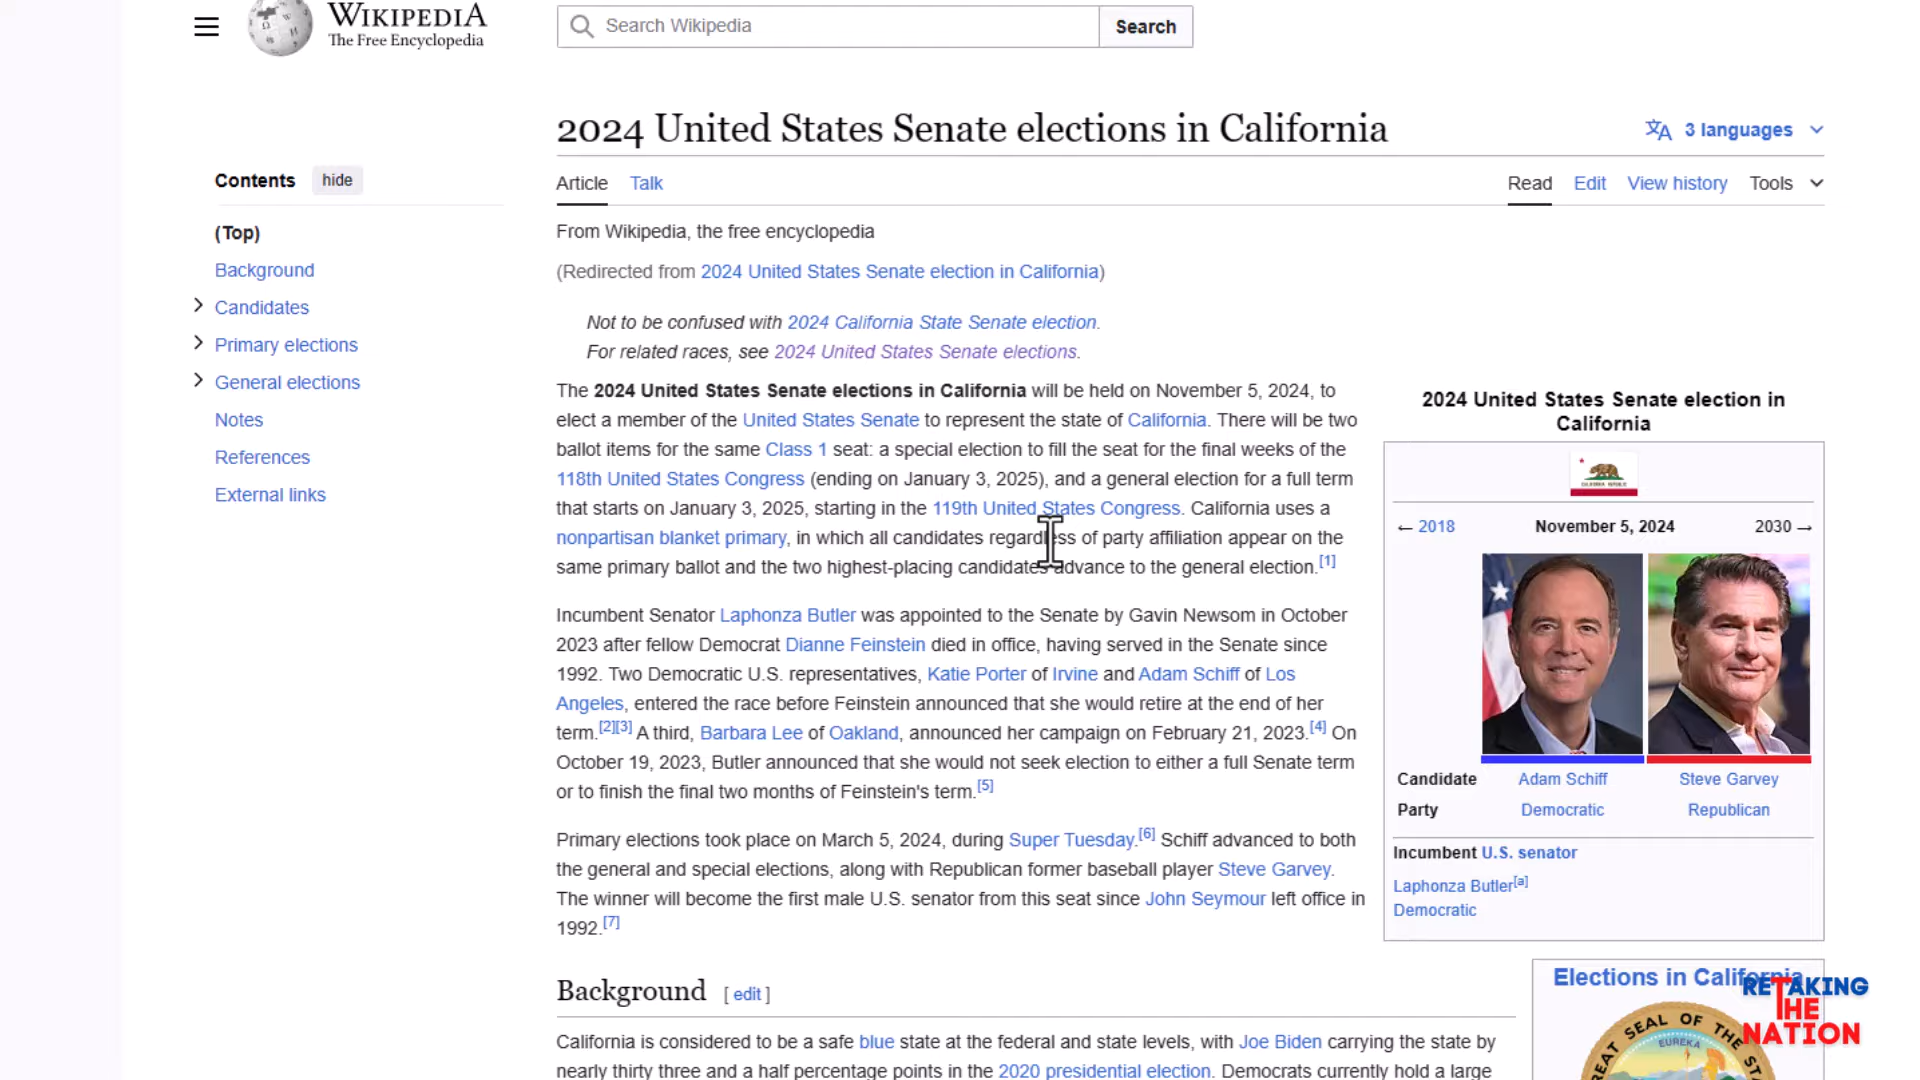 WIKIPEDIA
The Free Encyclopedia
Search Wikipedia
Search
2024 United States Senate elections in California
3 languages
Contents
hide
Article
Talk
Read
Edit
View history
Tools
(Top)
Background
Candidates
Primary elections
General elections
Notes
References
External links
From Wikipedia, the free encyclopedia
(Redirected from 2024 United States Senate election in California)
Not to be confused with 2024 California State Senate election.
For related races, see 2024 United States Senate elections.
The 2024 United States Senate elections in California will be held on November 5, 2024, to
elect a member of the United States Senate to represent the state of California. There will be two
ballot items for the same Class 1 seat: a special election to fill the seat for the final weeks of the
118th United States Congress (ending on January 3, 2025), and a general election for a full term
that starts on January 3, 2025, starting in the 119th United States Congress. California uses a
nonpartisan blanket primary, in which all candidates regardless of party affiliation appear on the
same primary ballot and the two highest-placing candidates advance to the general election.[1]
Incumbent Senator Laphonza Butler was appointed to the Senate by Gavin Newsom in October
2023 after fellow Democrat Dianne Feinstein died in office, having served in the Senate since
1992. Two Democratic U.S. representatives, Katie Porter of Irvine and Adam Schiff of Los
Angeles, entered the race before Feinstein announced that she would retire at the end of her
term.[2][3] A third, Barbara Lee of Oakland, announced her campaign on February 21, 2023.[4] On
October 19, 2023, Butler announced that she would not seek election to either a full Senate term
or to finish the final two months of Feinstein's term.[5]
Primary elections took place on March 5, 2024, during Super Tuesday.[6] Schiff advanced to both
the general and special elections, along with Republican former baseball player Steve Garvey.
The winner will become the first male U.S. senator from this seat since John Seymour left office in
1992.[7]
Background [ edit ]
California is considered to be a safe blue state at the federal and state levels, with Joe Biden carrying the state by
nearly thirty three and a half percentage points in the 2020 presidential election. Democrats currently hold a large
2024 United States Senate election in
California
← 2018
November 5, 2024
2030 →
Candidate
Adam Schiff
Steve Garvey
Party
Democratic
Republican
Incumbent U.S. senator
Laphonza Butler[a]
Democratic
Elections in California
SEAL OF THE
EUREKA
RETAKING
THE
NATION